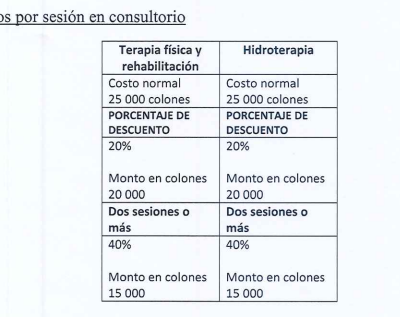 os por sesión en consultorio
Terapia física y
rehabilitación
Hidroterapia
Costo normal
25 000 colones
Costo normal
25 000 colones
PORCENTAJE DE
DESCUENTO
PORCENTAJE DE
DESCUENTO
20%
Monto en colones
20 000
20%
Monto en colones
20 000
Dos sesiones o
más
Dos sesiones o
más
40%
Monto en colones
15 000
40%
Monto en colones
15 000